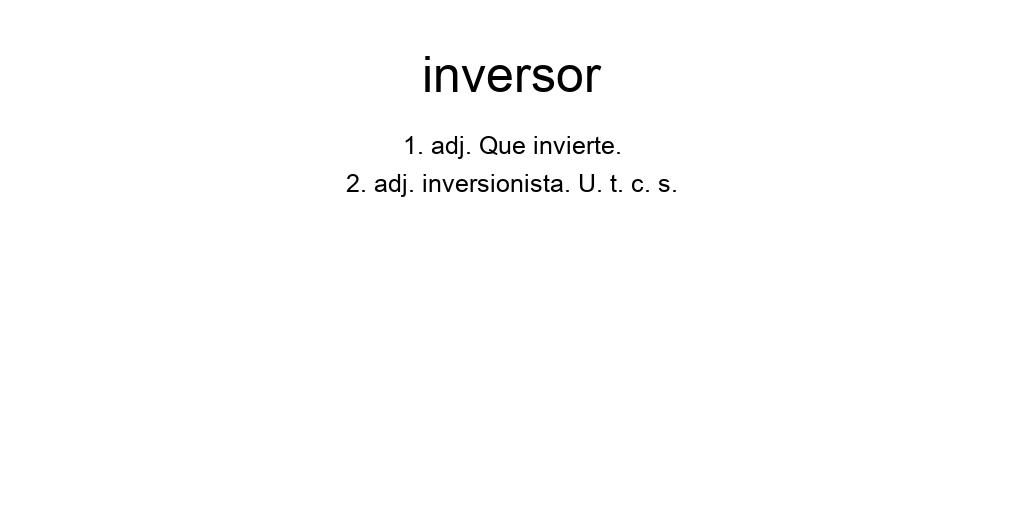 inversor
1. adj. Que invierte.
2. adj. inversionista. U. t. c. s.